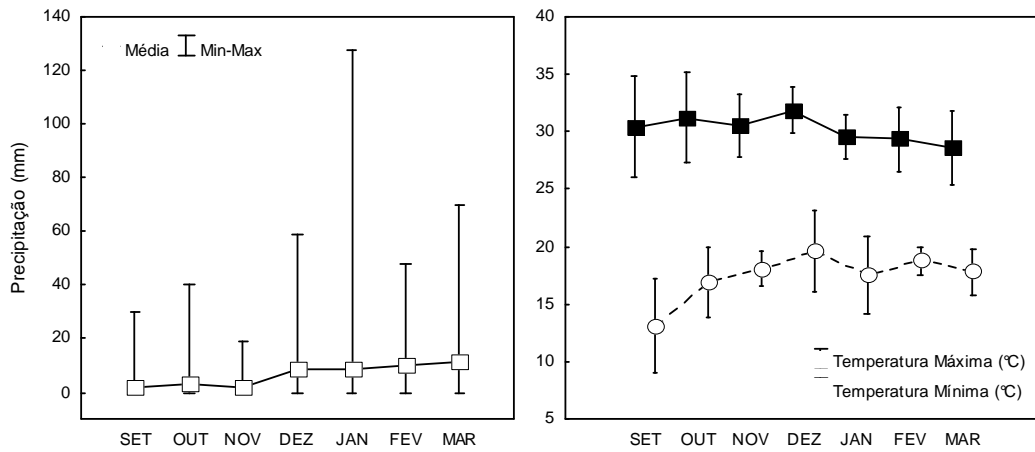 140
120
100
80
60
40
20
0
Precipitação (mm)
Média Min-Max
SET OUT NOV DEZ JAN FEV MAR
40
35
30
25
20
15
10
5
Temperatura Máxima (°C)
Temperatura Mínima (°C)
SET OUT NOV DEZ JAN FEV MAR